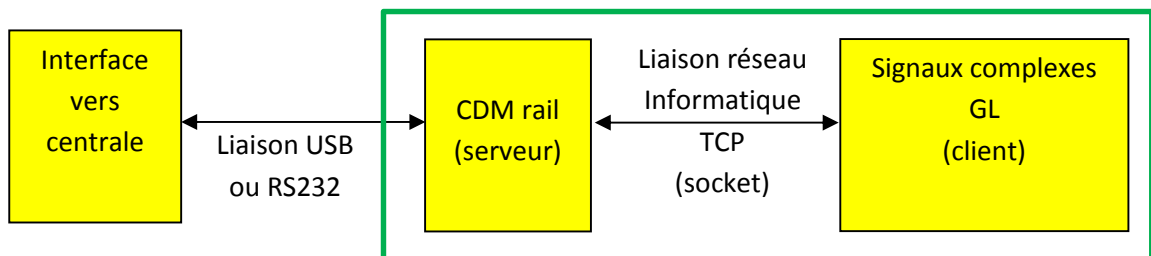 Interface
vers
centrale
Liaison USB
ou RS232
CDM rail
(serveur)
Liaison réseau
Informatique
TCP
(socket)
Signaux complexes
GL
(client)